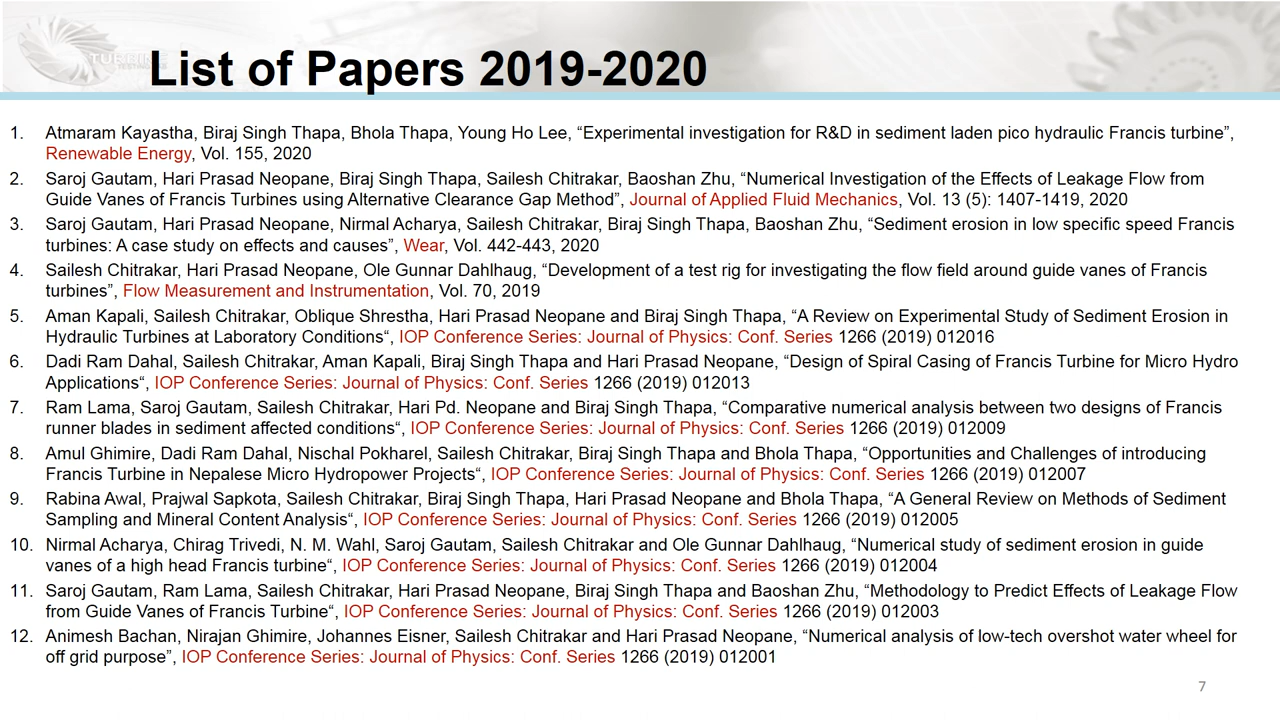 List of Papers 2019-2020
1. Atmaram Kayastha, Biraj Singh Thapa, Bhola Thapa, Young Ho Lee, “Experimental investigation for R&D in sediment laden pico hydraulic Francis turbine”,
Renewable Energy, Vol. 155, 2020
2. Saroj Gautam, Hari Prasad Neopane, Biraj Singh Thapa, Sailesh Chitrakar, Baoshan Zhu, “Numerical Investigation of the Effects of Leakage Flow from
Guide Vanes of Francis Turbines using Alternative Clearance Gap Method”, Journal of Applied Fluid Mechanics, Vol. 13 (5): 1407-1419, 2020
3. Saroj Gautam, Hari Prasad Neopane, Nirmal Acharya, Sailesh Chitrakar, Biraj Singh Thapa, Baoshan Zhu, “Sediment erosion in low specific speed Francis
turbines: A case study on effects and causes”, Wear, Vol. 442-443, 2020
4. Sailesh Chitrakar, Hari Prasad Neopane, Ole Gunnar Dahlhaug, “Development of a test rig for investigating the flow field around guide vanes of Francis
turbines”, Flow Measurement and Instrumentation, Vol. 70, 2019
5. Aman Kapali, Sailesh Chitrakar, Oblique Shrestha, Hari Prasad Neopane and Biraj Singh Thapa, “A Review on Experimental Study of Sediment Erosion in
Hydraulic Turbines at Laboratory Conditions“, IOP Conference Series: Journal of Physics: Conf. Series 1266 (2019) 012016
6. Dadi Ram Dahal, Sailesh Chitrakar, Aman Kapali, Biraj Singh Thapa and Hari Prasad Neopane, “Design of Spiral Casing of Francis Turbine for Micro Hydro
Applications“, IOP Conference Series: Journal of Physics: Conf. Series 1266 (2019) 012013
7. Ram Lama, Saroj Gautam, Sailesh Chitrakar, Hari Pd. Neopane and Biraj Singh Thapa, “Comparative numerical analysis between two designs of Francis
runner blades in sediment affected conditions“, IOP Conference Series: Journal of Physics: Conf. Series 1266 (2019) 012009
8. Amul Ghimire, Dadi Ram Dahal, Nischal Pokharel, Sailesh Chitrakar, Biraj Singh Thapa and Bhola Thapa, “Opportunities and Challenges of introducing
Francis Turbine in Nepalese Micro Hydropower Projects“, IOP Conference Series: Journal of Physics: Conf. Series 1266 (2019) 012007
9. Rabina Awal, Prajwal Sapkota, Sailesh Chitrakar, Biraj Singh Thapa, Hari Prasad Neopane and Bhola Thapa, “A General Review on Methods of Sediment
Sampling and Mineral Content Analysis“, IOP Conference Series: Journal of Physics: Conf. Series 1266 (2019) 012005
10. Nirmal Acharya, Chirag Trivedi, N. M. Wahl, Saroj Gautam, Sailesh Chitrakar and Ole Gunnar Dahlhaug, “Numerical study of sediment erosion in guide
vanes of a high head Francis turbine“, IOP Conference Series: Journal of Physics: Conf. Series 1266 (2019) 012004
11. Saroj Gautam, Ram Lama, Sailesh Chitrakar, Hari Prasad Neopane, Biraj Singh Thapa and Baoshan Zhu, “Methodology to Predict Effects of Leakage Flow
from Guide Vanes of Francis Turbine“, IOP Conference Series: Journal of Physics: Conf. Series 1266 (2019) 012003
12. Animesh Bachan, Nirajan Ghimire, Johannes Eisner, Sailesh Chitrakar and Hari Prasad Neopane, “Numerical analysis of low-tech overshot water wheel for
off grid purpose”, IOP Conference Series: Journal of Physics: Conf. Series 1266 (2019) 012001
7